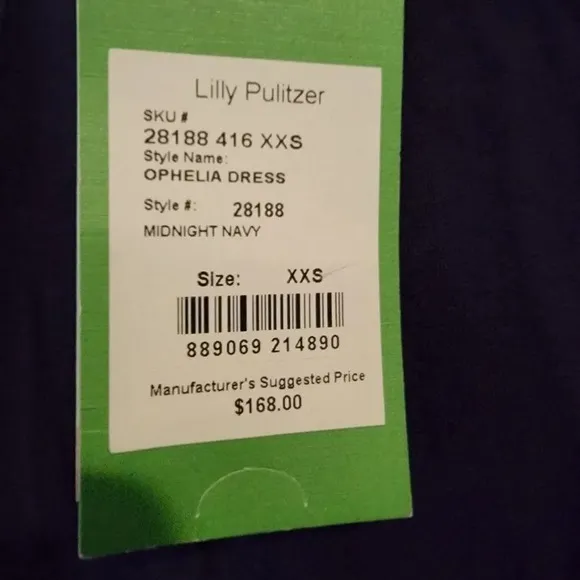 Lilly Pulitzer
SKU #
28188 416 XXS
Style Name:
OPHELIA DRESS
Style #: 28188
MIDNIGHT NAVY
Size: XXS
889069 214890
Manufacturer's Suggested Price
$168.00